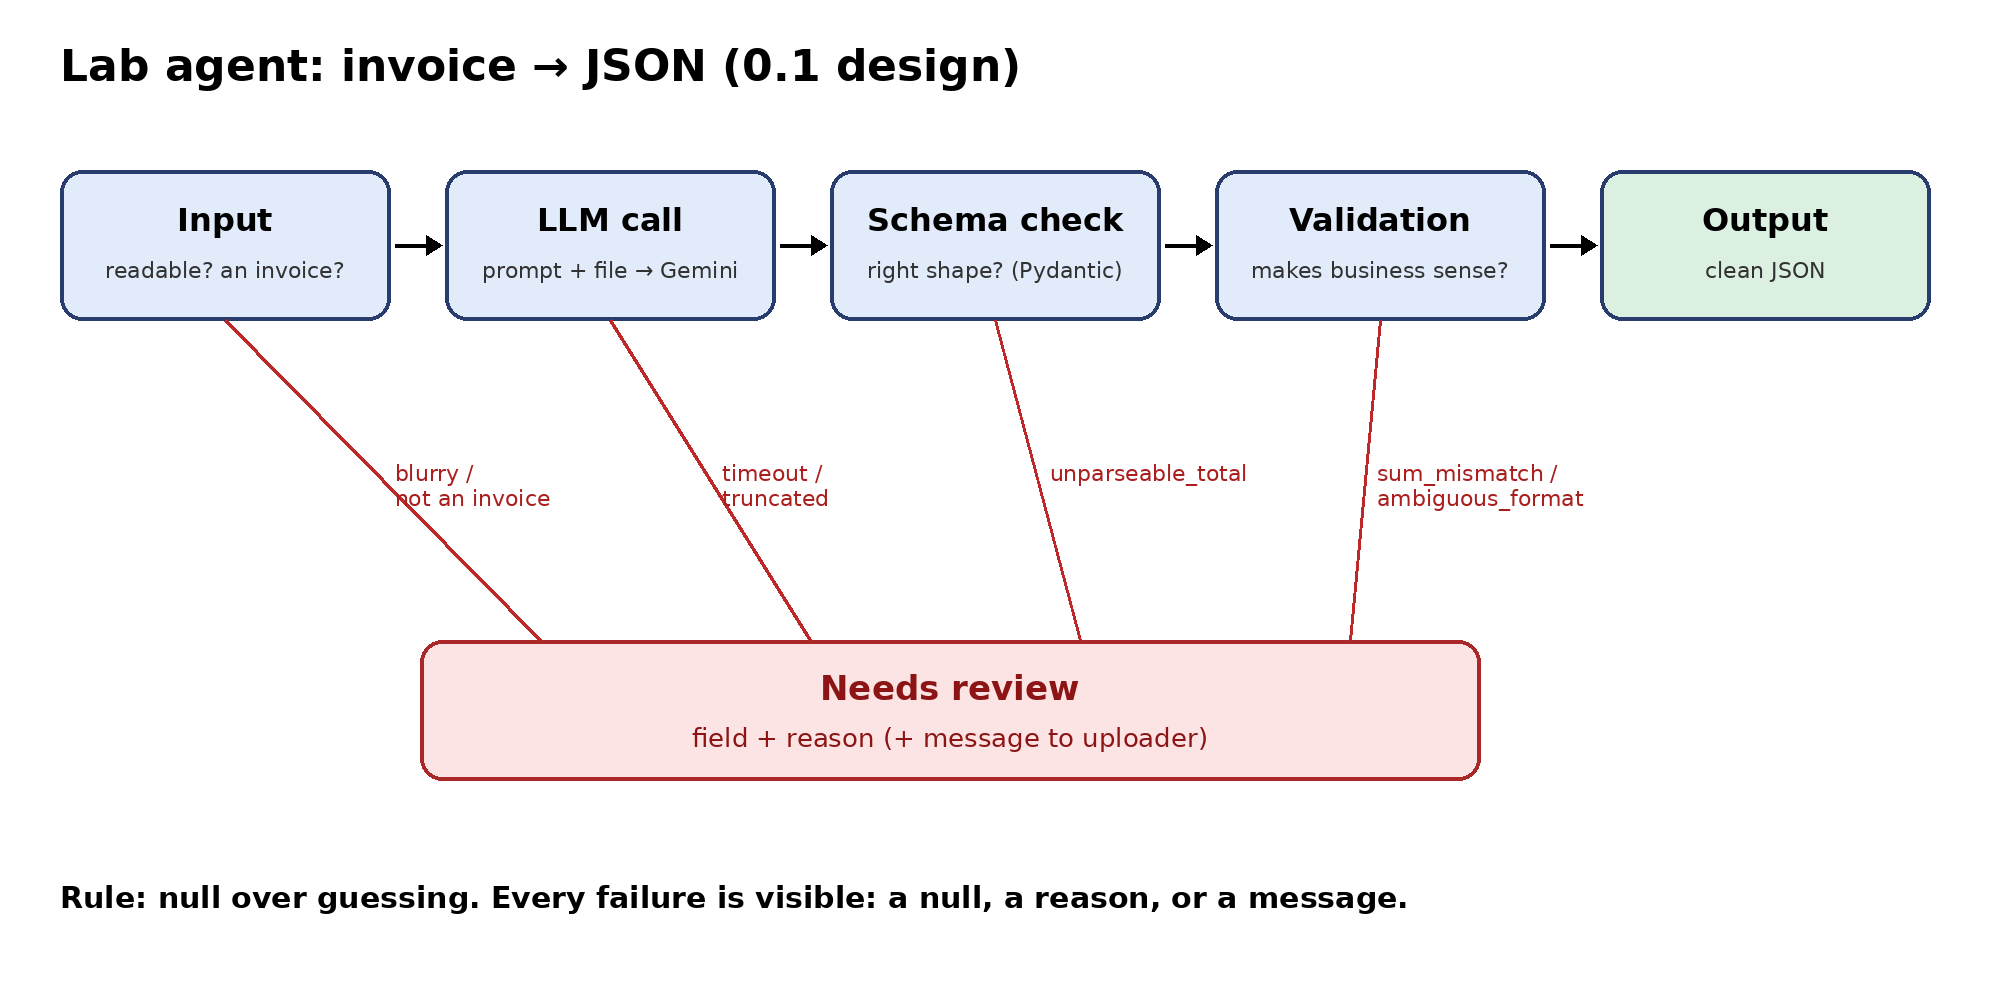 Lab agent: invoice → JSON (0.1 design)
Input
readable? an invoice?
LLM call
prompt + file → Gemini
Schema check
right shape? (Pydantic)
Validation
makes business sense?
Output
clean JSON
blurry /
not an invoice
timeout /
truncated
unparseable_total
sum_mismatch /
ambiguous_format
Needs review
field + reason (+ message to uploader)
Rule: null over guessing. Every failure is visible: a null, a reason, or a message.